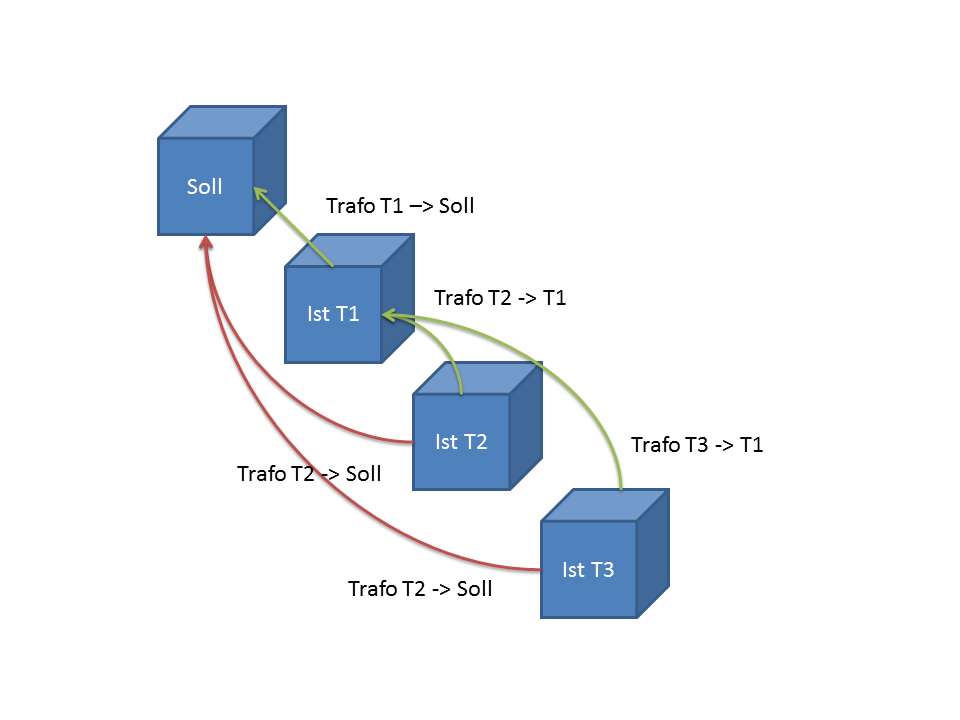 Soll
Trafo T1 –> Soll
Trafo T2 -> T1
Ist T1
Ist T2
Trafo T3 -> T1
Trafo T2 -> Soll
Ist T3
Trafo T2 -> Soll